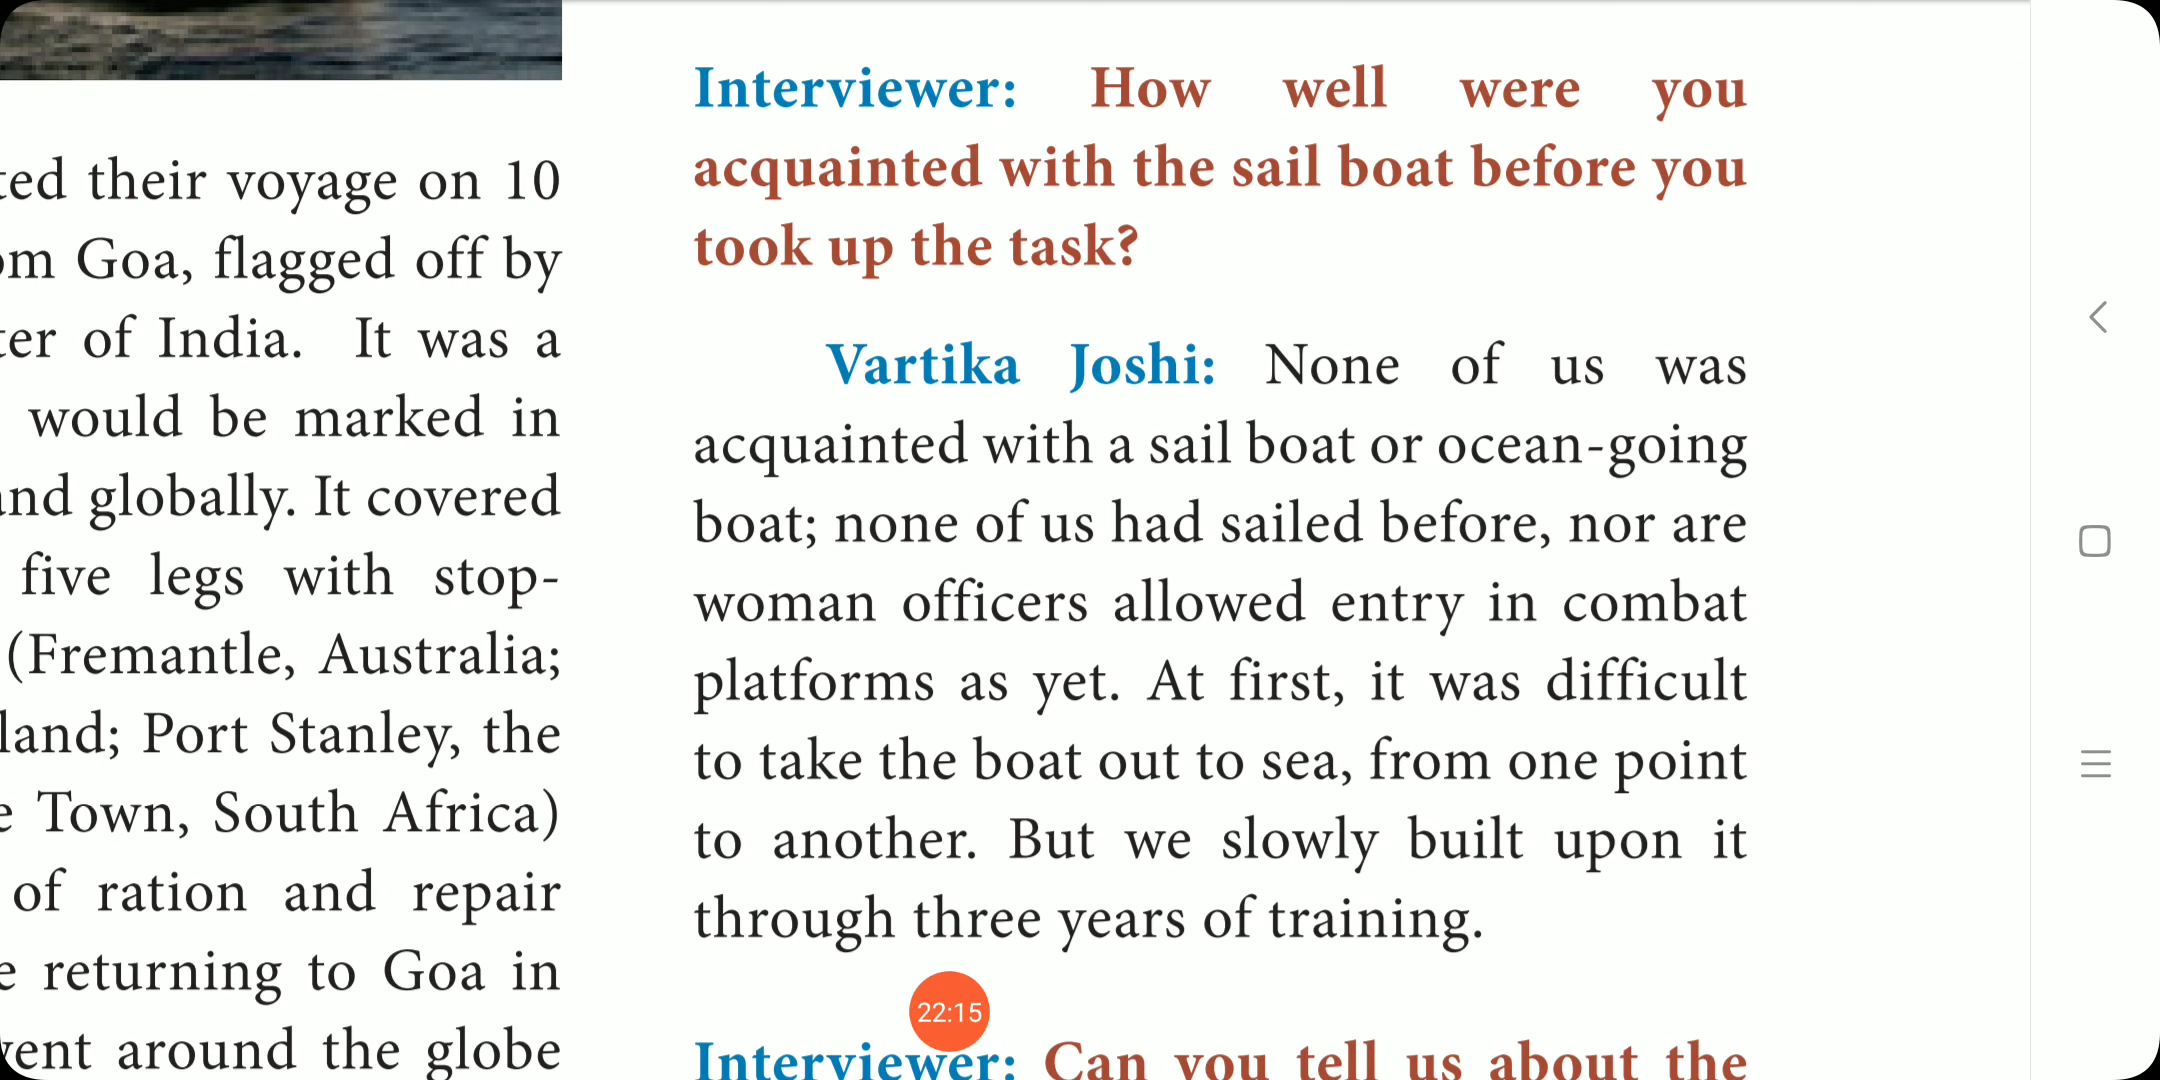 ted their voyage on 10
om Goa, flagged off by
ter of India. It was a
would be marked in
and globally. It covered
five legs with stop-
(Fremantle, Australia;
land; Port Stanley, the
e Town, South Africa)
of ration and repair
e returning to Goa in
went around the globe
Interviewer: How well were you
acquainted with the sail boat before you
took up the task?
Vartika Joshi: None of us was
acquainted with a sail boat or ocean-going
boat; none of us had sailed before, nor are
woman officers allowed entry in combat
platforms as yet. At first, it was difficult
to take the boat out to sea, from one point
to another. But we slowly built upon it
through three years of training.
22:15
Interviewer: Can you tell us about the